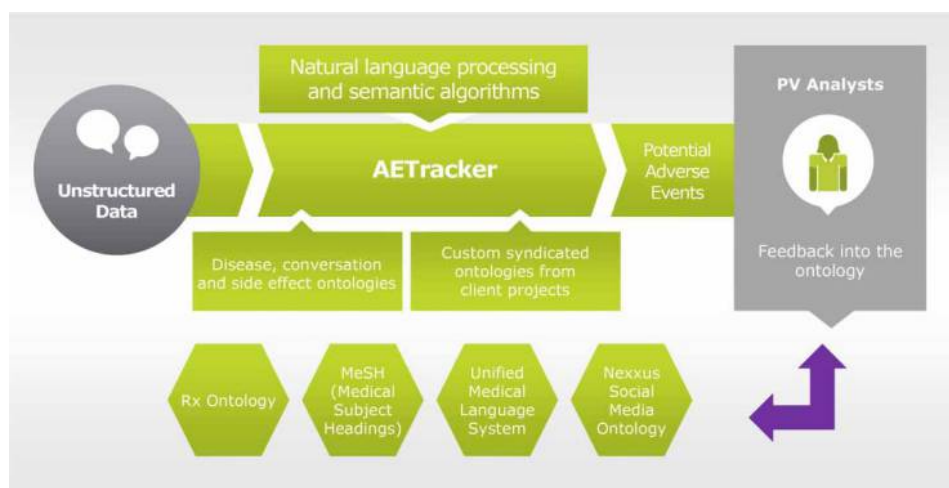 Natural language processing
and semantic algorithms
PV Analysts
Unstructured
Data
AETracker
Potential
Adverse
Events
Disease, conversation
and side effect ontologies
Custom syndicated
ontologies from
client projects
Feedback into the
ontology
Rx Ontology
MeSH
(Medical
Subject
Headings)
Unified
Medical
Language
System
Nexxus
Social
Media
Ontology